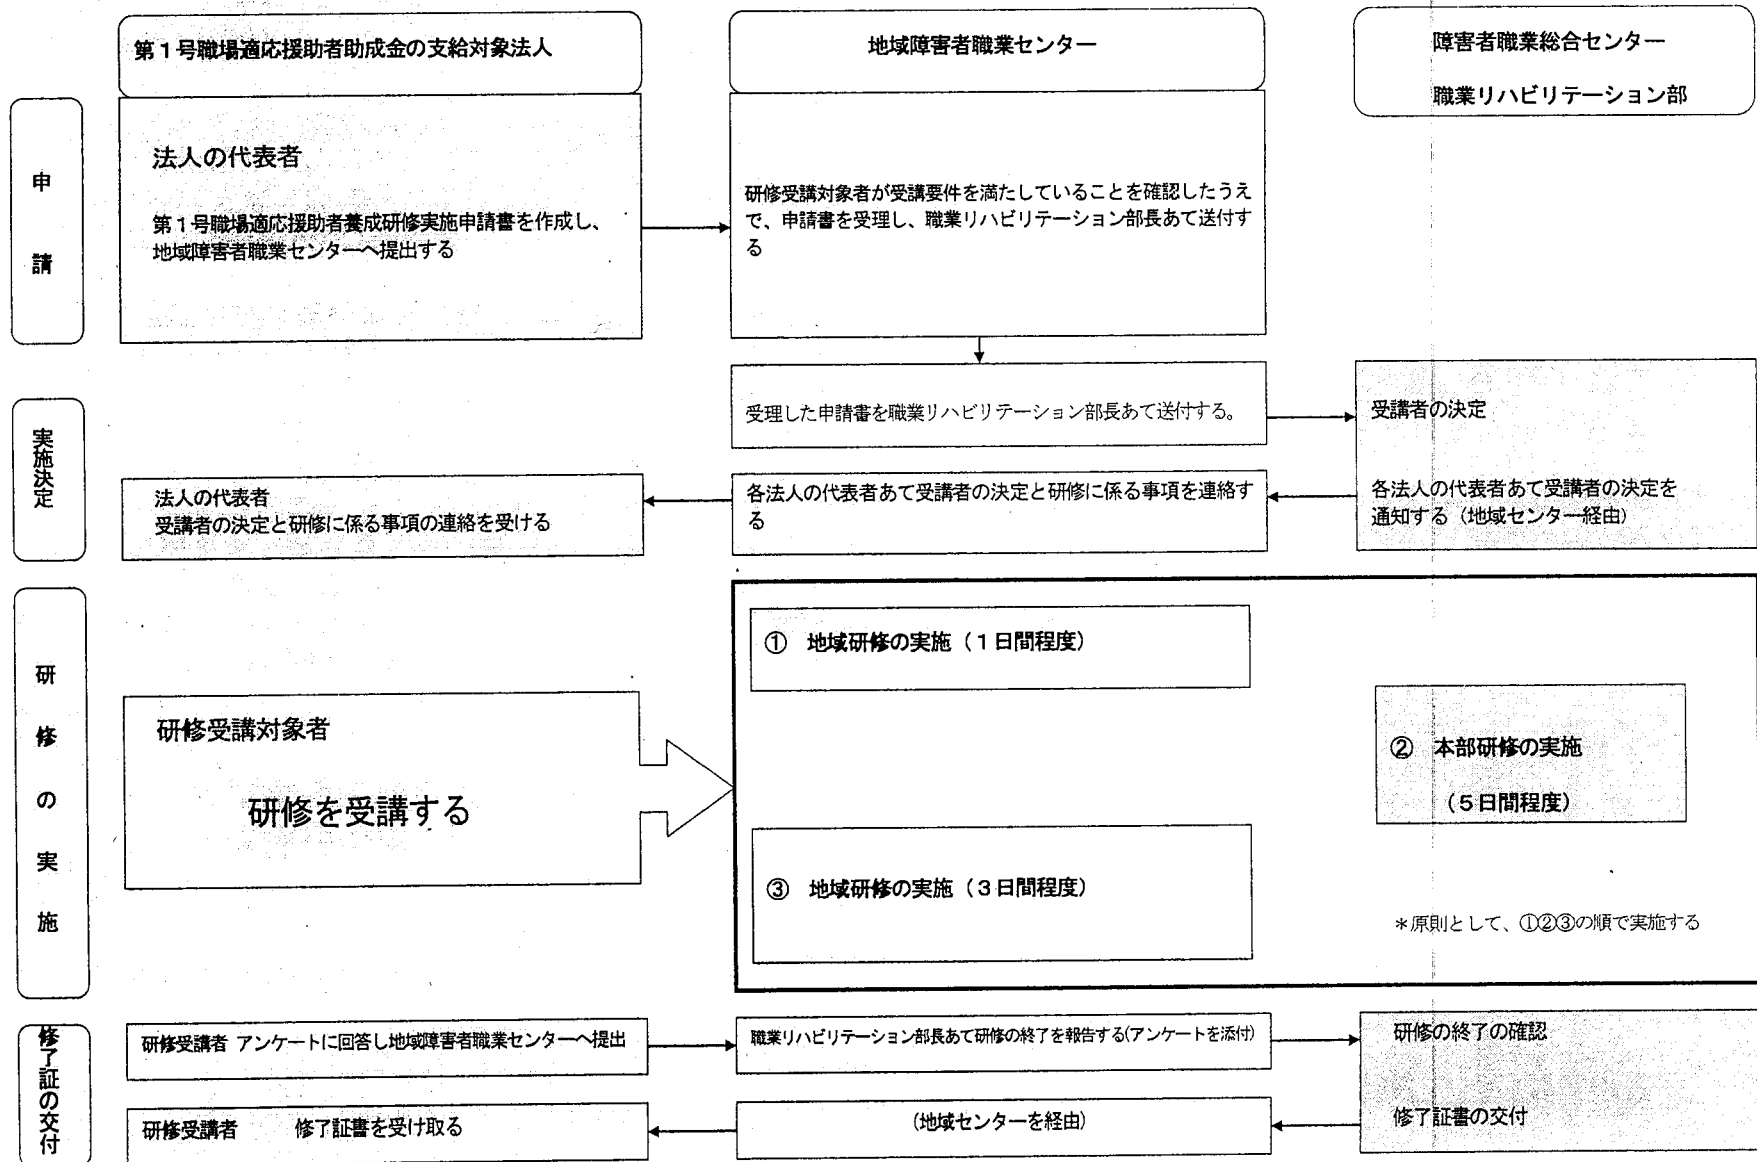 第１号職場適応援助者助成金の支給対象法人
地域障害者職業センター
障害者職業総合センター
職業リハビリテーション部
申請
法人の代表者
第１号職場適応援助者養成研修実施申請書を作成し、
地域障害者職業センターへ提出する
研修受講対象者が受講要件を満たしていることを確認したうえ
で、申請書を受理し、職業リハビリテーション部長あて送付す
る
実施決定
受理した申請書を職業リハビリテーション部長あて送付する。
受講者の決定
法人の代表者
受講者の決定と研修に係る事項の連絡を受ける
各法人の代表者あて受講者の決定と研修に係る事項を連絡す
る
各法人の代表者あて受講者の決定を
通知する（地域センター経由）
研修の実施
研修受講対象者
研修を受講する
① 地域研修の実施（１日間程度）
② 本部研修の実施
（５日間程度）
③ 地域研修の実施（３日間程度）
＊原則として、①②③の順で実施する
修了証の交付
研修受講者 アンケートに回答し地域障害者職業センターへ提出
職業リハビリテーション部長あて研修の終了を報告する(アンケートを添付)
研修の終了の確認
研修受講者 修了証書を受け取る
(地域センターを経由)
修了証書の交付